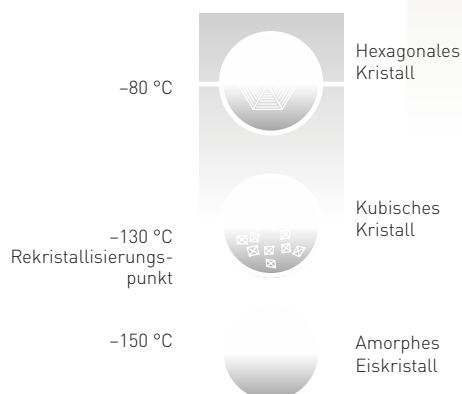 Hexagonales
Kristall
–80 °C
Kubisches
Kristall
–130 °C
Rekristallisierungs-
punkt
–150 °C
Amorphes
Eiskristall